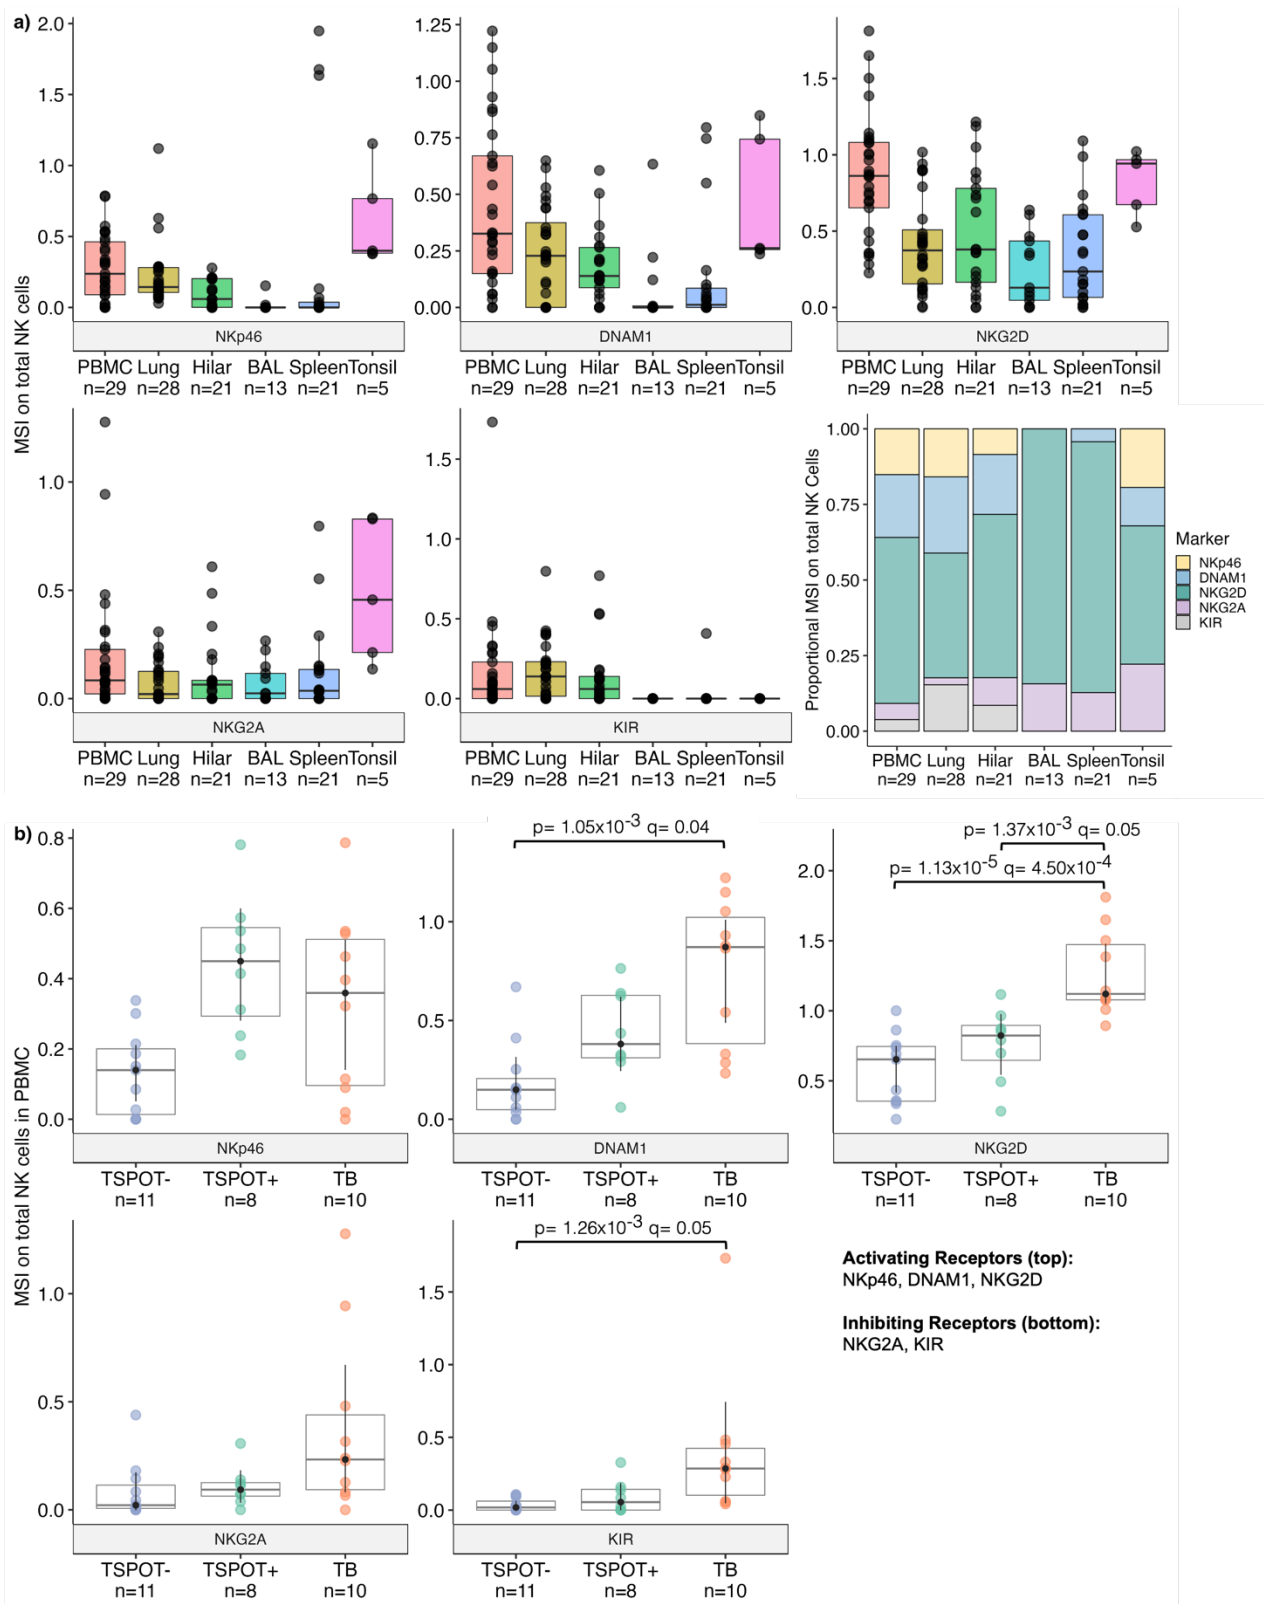 a)
MSI on total NK cells
2.0
1.5
1.0
0.5
0.0
NKp46
PBMC Lung Hilar BAL Spleen Tonsil
n=29 n=28 n=21 n=13 n=21 n=5
1.25
1.00
0.75
0.50
0.25
0.00
DNAM1
PBMC Lung Hilar BAL Spleen Tonsil
n=29 n=28 n=21 n=13 n=21 n=5
1.5
1.0
0.5
0.0
NKG2D
PBMC Lung Hilar BAL Spleen Tonsil
n=29 n=28 n=21 n=13 n=21 n=5
1.0
0.5
0.0
NKG2A
PBMC Lung Hilar BAL Spleen Tonsil
n=29 n=28 n=21 n=13 n=21 n=5
1.5
1.0
0.5
0.0
KIR
PBMC Lung Hilar BAL Spleen Tonsil
n=29 n=28 n=21 n=13 n=21 n=5
Proportional MSI on total NK Cells
1.00
0.75
0.50
0.25
0.00
PBMC Lung Hilar BAL Spleen Tonsil
n=29 n=28 n=21 n=13 n=21 n=5
Marker
NKp46
DNAM1
NKG2D
NKG2A
KIR
b)
MSI on total NK cells in PBMC
0.8
0.6
0.4
0.2
0.0
NKp46
TSPOT- TSPOT+ TB
n=11 n=8 n=10
p= 1.05x10-3 q= 0.04
1.0
0.5
0.0
DNAM1
TSPOT- TSPOT+ TB
n=11 n=8 n=10
p= 1.37x10-3 q= 0.05
p= 1.13x10-5 q= 4.50x10-4
2.0
1.5
1.0
0.5
NKG2D
TSPOT- TSPOT+ TB
n=11 n=8 n=10
1.0
0.5
0.0
NKG2A
TSPOT- TSPOT+ TB
n=11 n=8 n=10
p= 1.26x10-3 q= 0.05
1.5
1.0
0.5
0.0
KIR
TSPOT- TSPOT+ TB
n=11 n=8 n=10
Activating Receptors (top):
NKp46, DNAM1, NKG2D
Inhibiting Receptors (bottom):
NKG2A, KIR